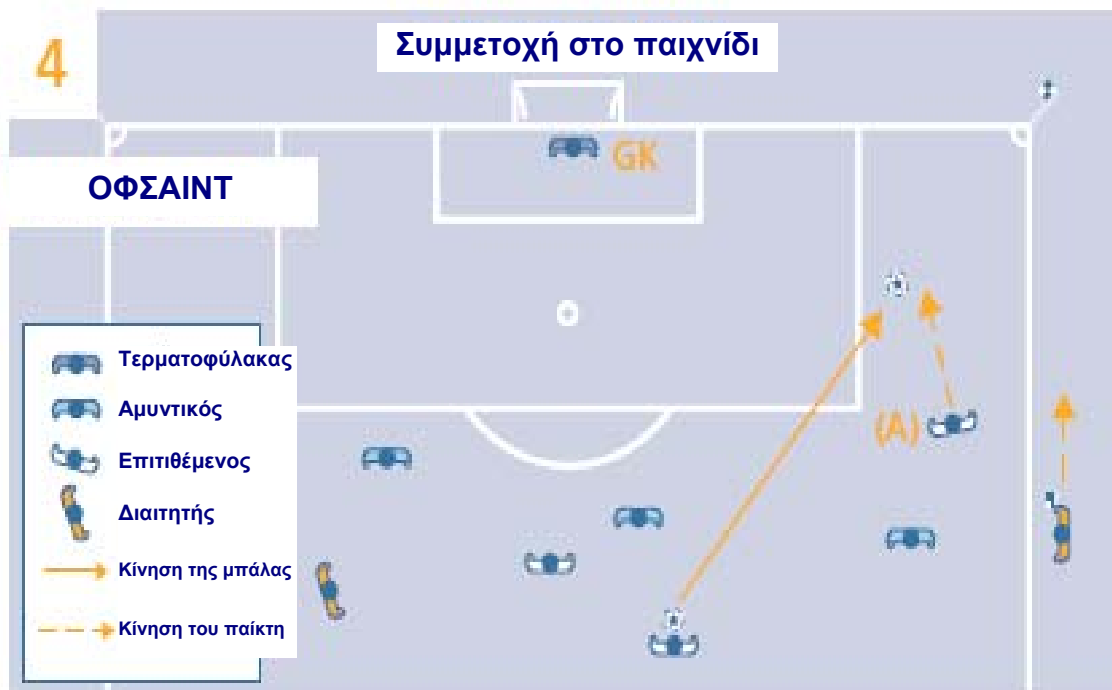 4
Συμμετοχή στο παιχνίδι
GK
ΟΦΣΑΙΝΤ
Τερματοφύλακας
Αμυντικός
Επιτιθέμενος
Διαιτητής
Κίνηση της μπάλας
Κίνηση του παίκτη
(A)